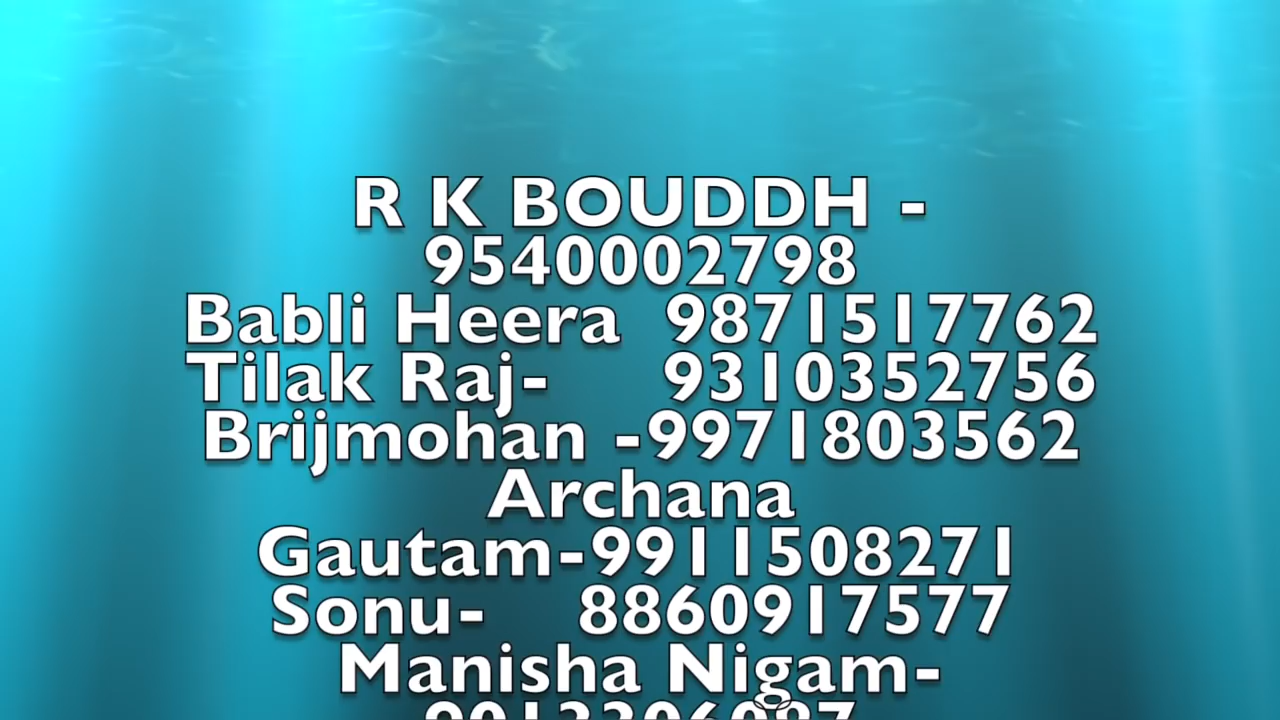 R K BOUDDH -
9540002798
Babli Heera 9871517762
Tilak Raj- 9310352756
Brijmohan -9971803562
Archana
Gautam-9911508271
Sonu- 8860917577
Manisha Nigam-